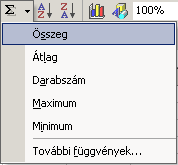 Σ A Z Z A 100%
Összeg
Átlag
Darabszám
Maximum
Minimum
További függvények...